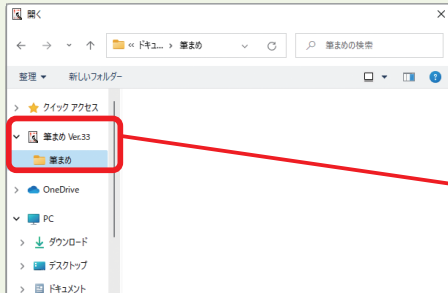 開く
« ドキュ... › 筆まめ
筆まめの検索
整理 新しいフォルダー
クイック アクセス
筆まめ Ver.33
筆まめ
OneDrive
PC
ダウンロード
デスクトップ
ドキュメント